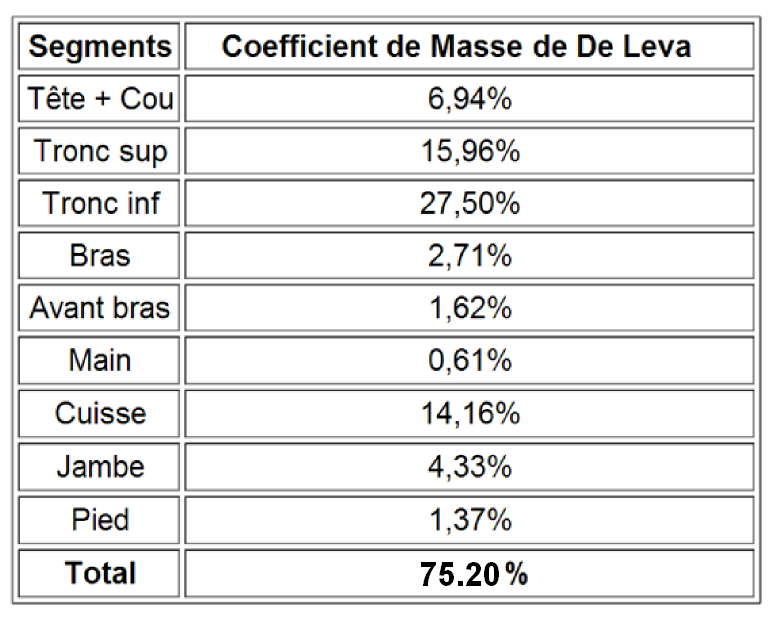 Segments Coefficient de Masse de De Leva
Tête + Cou 6,94%
Tronc sup 15,96%
Tronc inf 27,50%
Bras 2,71%
Avant bras 1,62%
Main 0,61%
Cuisse 14,16%
Jambe 4,33%
Pied 1,37%
Total 75.20 %